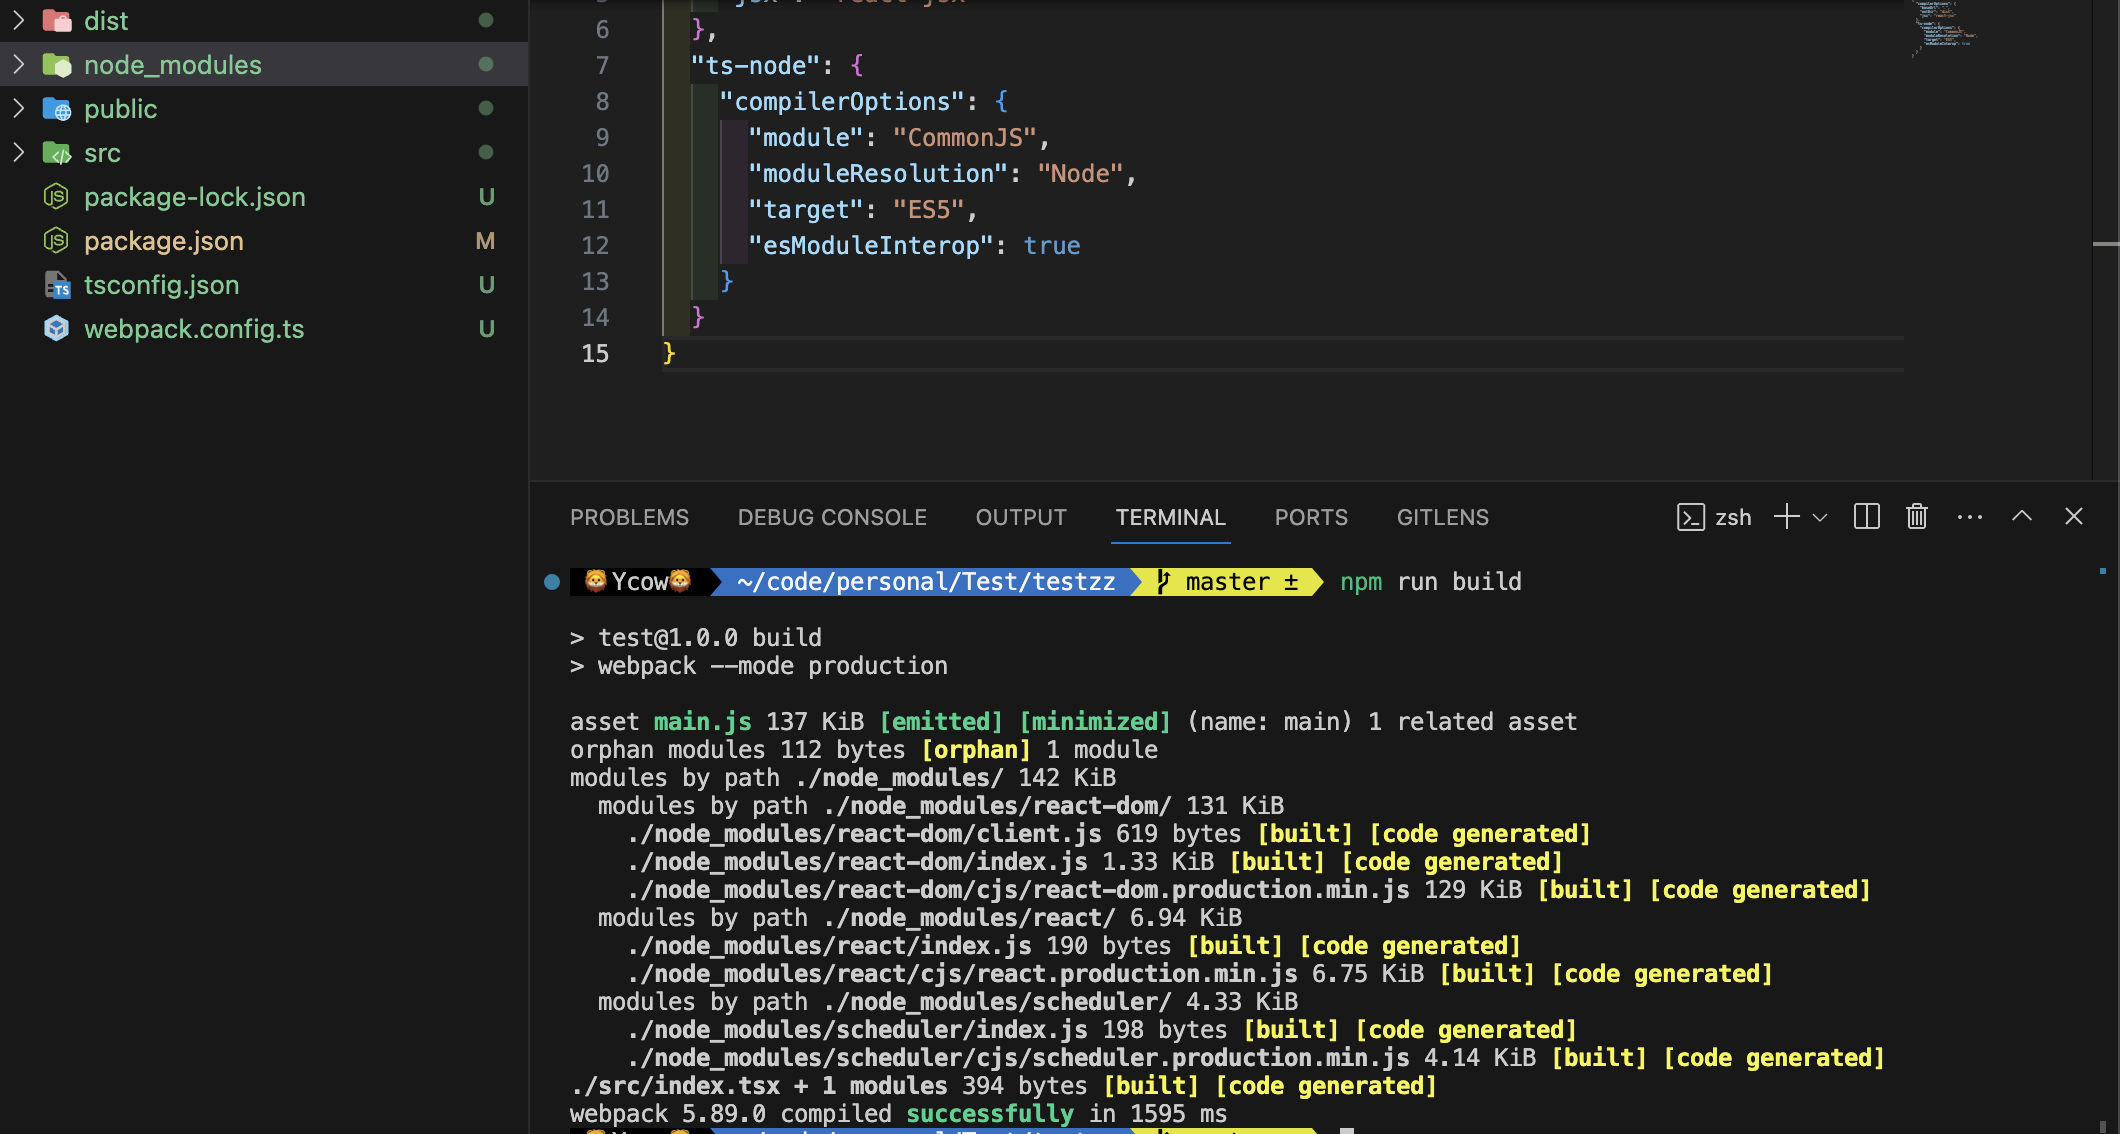 dist
node_modules
public
src
package-lock.json U
package.json M
tsconfig.json U
webpack.config.ts U
6 },
7 "ts-node": {
8 "compilerOptions": {
9 "module": "CommonJS",
10 "moduleResolution": "Node",
11 "target": "ES5",
12 "esModuleInterop": true
13 }
14 }
15 }
PROBLEMS DEBUG CONSOLE OUTPUT TERMINAL PORTS GITLENS zsh
🦁Ycow🦁 ~/code/personal/Test/testzz master ± npm run build
> test@1.0.0 build
> webpack --mode production
asset main.js 137 KiB [emitted] [minimized] (name: main) 1 related asset
orphan modules 112 bytes [orphan] 1 module
modules by path ./node_modules/ 142 KiB
modules by path ./node_modules/react-dom/ 131 KiB
./node_modules/react-dom/client.js 619 bytes [built] [code generated]
./node_modules/react-dom/index.js 1.33 KiB [built] [code generated]
./node_modules/react-dom/cjs/react-dom.production.min.js 129 KiB [built] [code generated]
modules by path ./node_modules/react/ 6.94 KiB
./node_modules/react/index.js 190 bytes [built] [code generated]
./node_modules/react/cjs/react.production.min.js 6.75 KiB [built] [code generated]
modules by path ./node_modules/scheduler/ 4.33 KiB
./node_modules/scheduler/index.js 198 bytes [built] [code generated]
./node_modules/scheduler/cjs/scheduler.production.min.js 4.14 KiB [built] [code generated]
./src/index.tsx + 1 modules 394 bytes [built] [code generated]
webpack 5.89.0 compiled successfully in 1595 ms